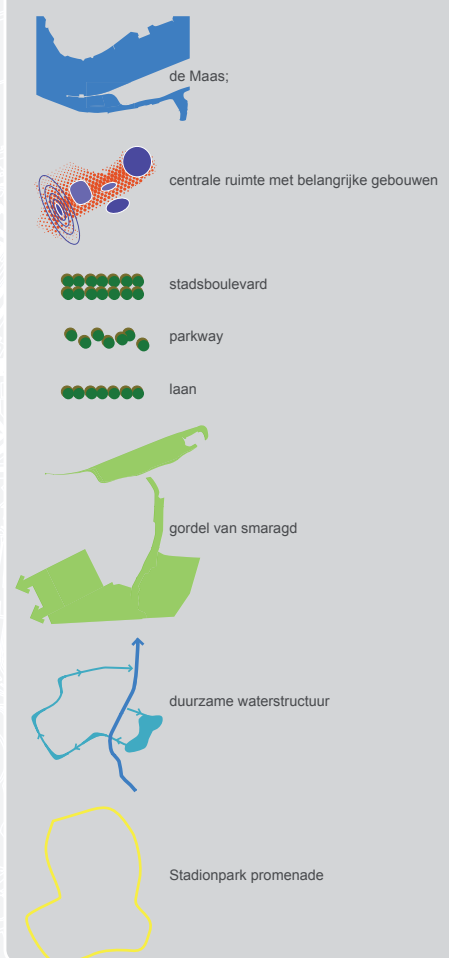 de Maas;
centrale ruimte met belangrijke gebouwen
stadsboulevard
parkway
laan
gordel van smaragd
duurzame waterstructuur
Stadionpark promenade